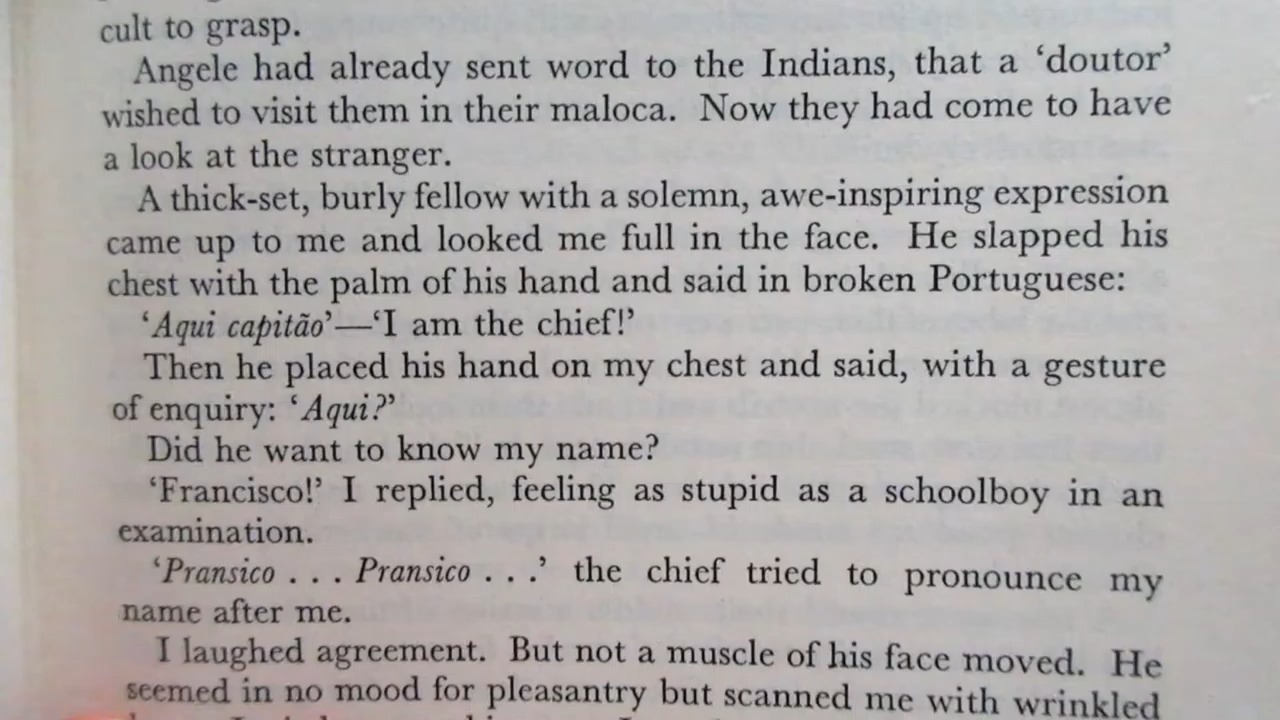 cult to grasp.
Angele had already sent word to the Indians, that a ‘doutor’
wished to visit them in their maloca. Now they had come to have
a look at the stranger.
A thick-set, burly fellow with a solemn, awe-inspiring expression
came up to me and looked me full in the face. He slapped his
chest with the palm of his hand and said in broken Portuguese:
‘Aqui capitão’—‘I am the chief!’
Then he placed his hand on my chest and said, with a gesture
of enquiry: ‘Aqui?’
Did he want to know my name?
‘Francisco!’ I replied, feeling as stupid as a schoolboy in an
examination.
‘Pransico . . . Pransico . . .’ the chief tried to pronounce my
name after me.
I laughed agreement. But not a muscle of his face moved. He
seemed in no mood for pleasantry but scanned me with wrinkled